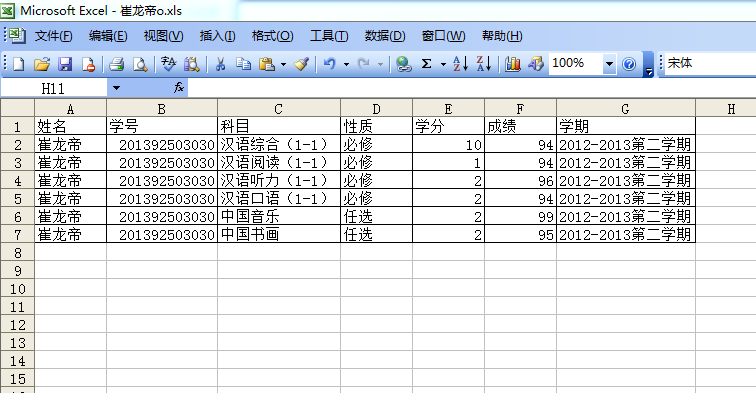 Microsoft Excel - 崔龙帝o.xls
文件(F) 编辑(E) 视图(V) 插入(I) 格式(O) 工具(T) 数据(D) 窗口(W) 帮助(H)
100% 宋体
H11 fx
A B C D E F G H
1 姓名 学号 科目 性质 学分 成绩 学期
2 崔龙帝 201392503030 汉语综合（1-1） 必修 10 94 2012-2013第二学期
3 崔龙帝 201392503030 汉语阅读（1-1） 必修 1 94 2012-2013第二学期
4 崔龙帝 201392503030 汉语听力（1-1） 必修 2 96 2012-2013第二学期
5 崔龙帝 201392503030 汉语口语（1-1） 必修 2 94 2012-2013第二学期
6 崔龙帝 201392503030 中国音乐 任选 2 99 2012-2013第二学期
7 崔龙帝 201392503030 中国书画 任选 2 95 2012-2013第二学期
8
9
10
11
12
13
14
15